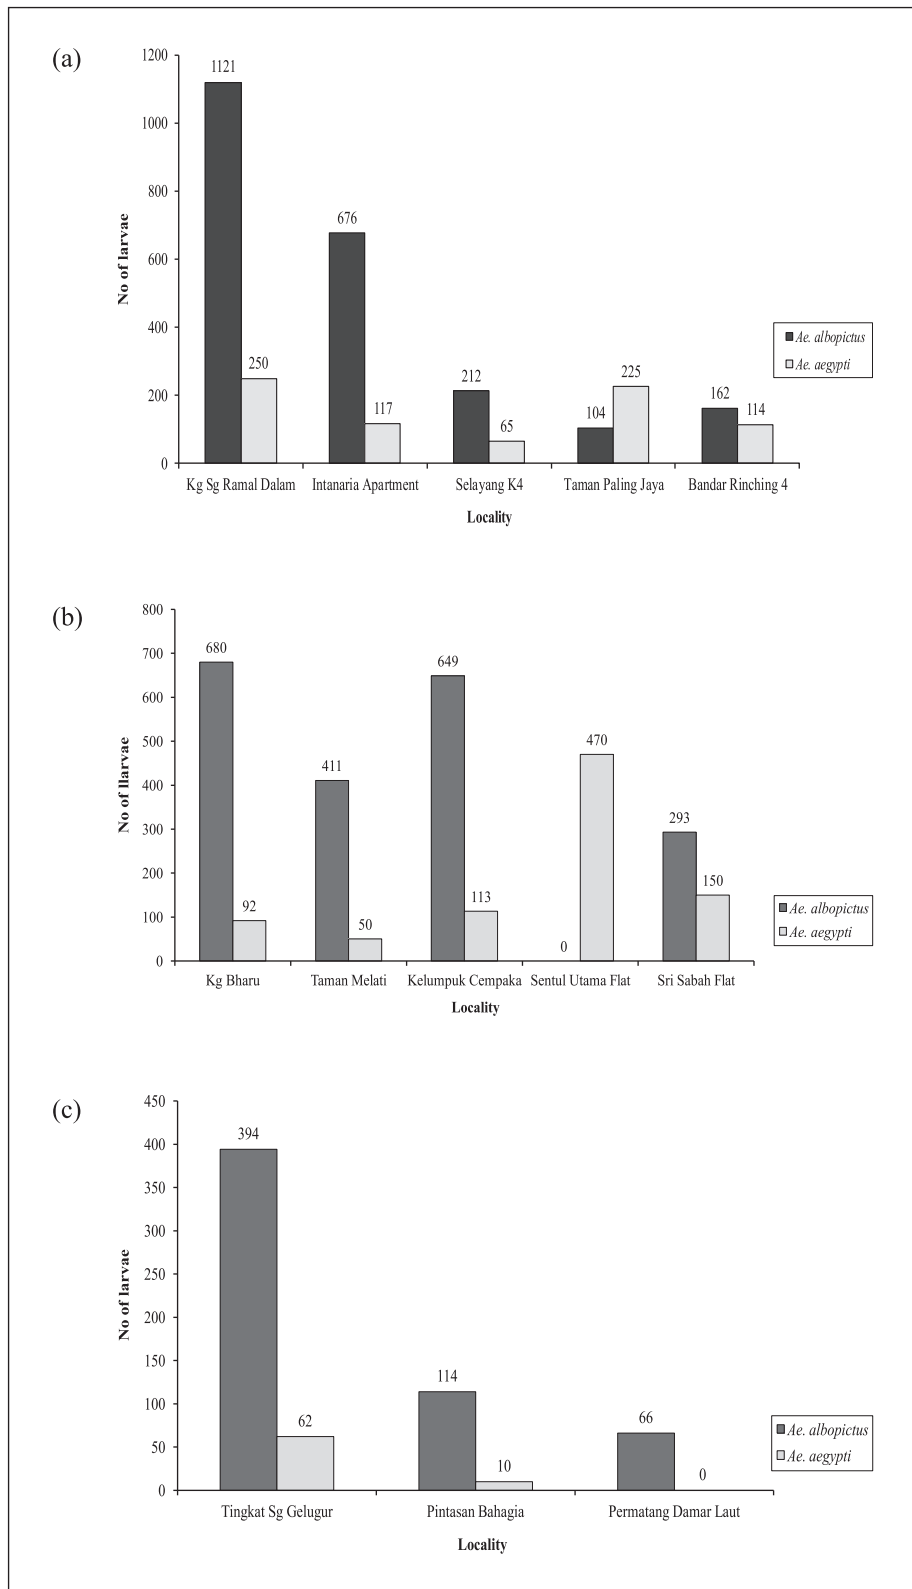 (a)
No of larvae
1200
1000
800
600
400
200
0
1121
250
676
117
212
65
104
225
162
114
Kg Sg Ramal Dalam Intanaria Apartment Selayang K4 Taman Paling Jaya Bandar Rinching 4
Locality
Ae. albopictus
Ae. aegypti
(b)
No of llarvae
800
700
600
500
400
300
200
100
0
680
92
411
50
649
113
0
470
293
150
Kg Bharu Taman Melati Kelumpuk Cempaka Sentul Utama Flat Sri Sabah Flat
Locality
Ae. albopictus
Ae. aegypti
(c)
No of larvae
450
400
350
300
250
200
150
100
50
0
394
62
114
10
66
0
Tingkat Sg Gelugur Pintasan Bahagia Permatang Damar Laut
Locality
Ae. albopictus
Ae. aegypti